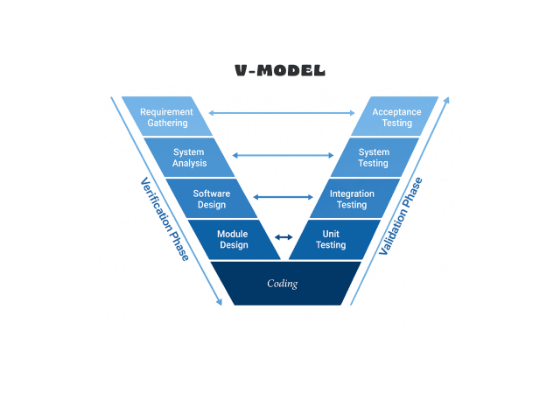 V-MODEL
Requirement
Gathering
Acceptance
Testing
System
Analysis
System
Testing
Software
Design
Integration
Testing
Module
Design
Unit
Testing
Coding
Verification Phase
Validation Phase